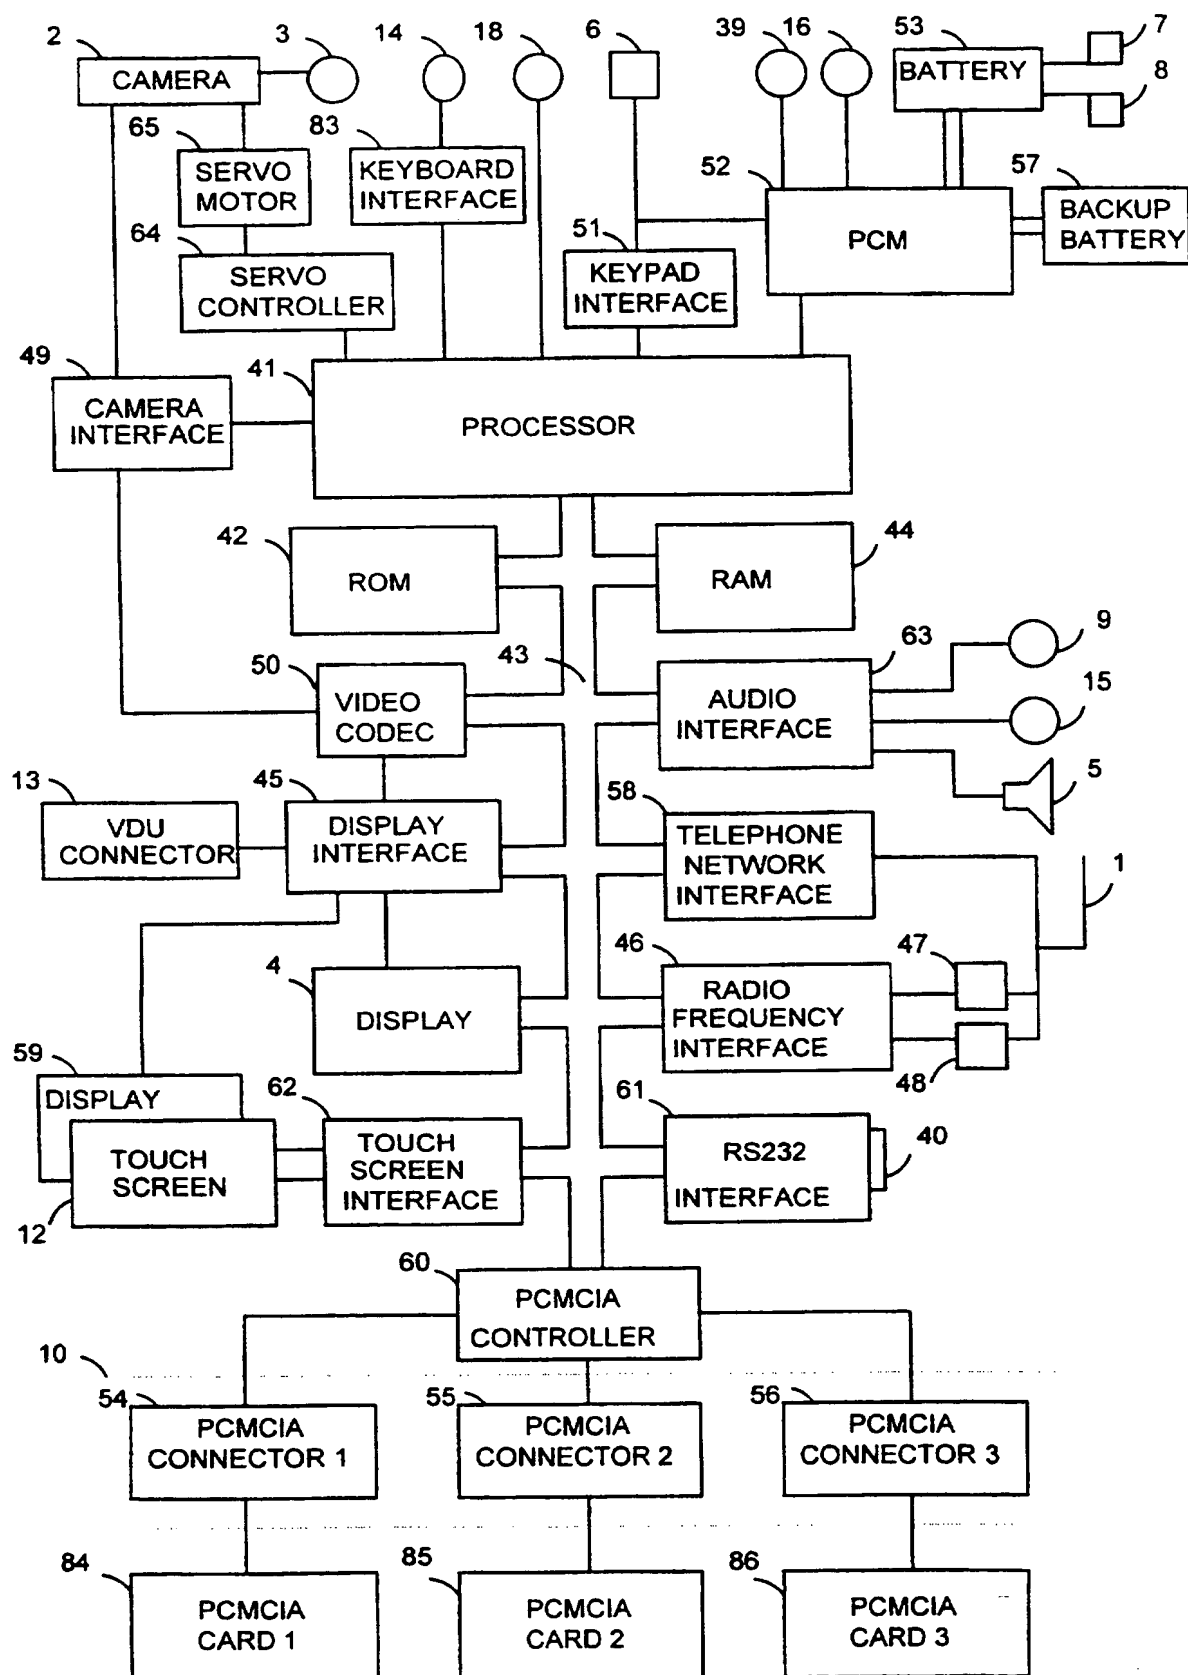 2
3
14
18
6
39
16
53
7
CAMERA
BATTERY
8
65
83
SERVO
MOTOR
KEYBOARD
INTERFACE
52
57
64
51
PCM
BACKUP
BATTERY
SERVO
CONTROLLER
KEYPAD
INTERFACE
49
41
CAMERA
INTERFACE
PROCESSOR
42
44
ROM
RAM
43
63
9
50
VIDEO
CODEC
AUDIO
INTERFACE
15
13
45
58
5
VDU
CONNECTOR
DISPLAY
INTERFACE
TELEPHONE
NETWORK
INTERFACE
1
4
46
47
DISPLAY
RADIO
FREQUENCY
INTERFACE
59
48
DISPLAY
62
61
TOUCH
SCREEN
TOUCH
SCREEN
INTERFACE
RS232
INTERFACE
40
12
60
PCMCIA
CONTROLLER
10
54
55
56
PCMCIA
CONNECTOR 1
PCMCIA
CONNECTOR 2
PCMCIA
CONNECTOR 3
84
85
86
PCMCIA
CARD 1
PCMCIA
CARD 2
PCMCIA
CARD 3